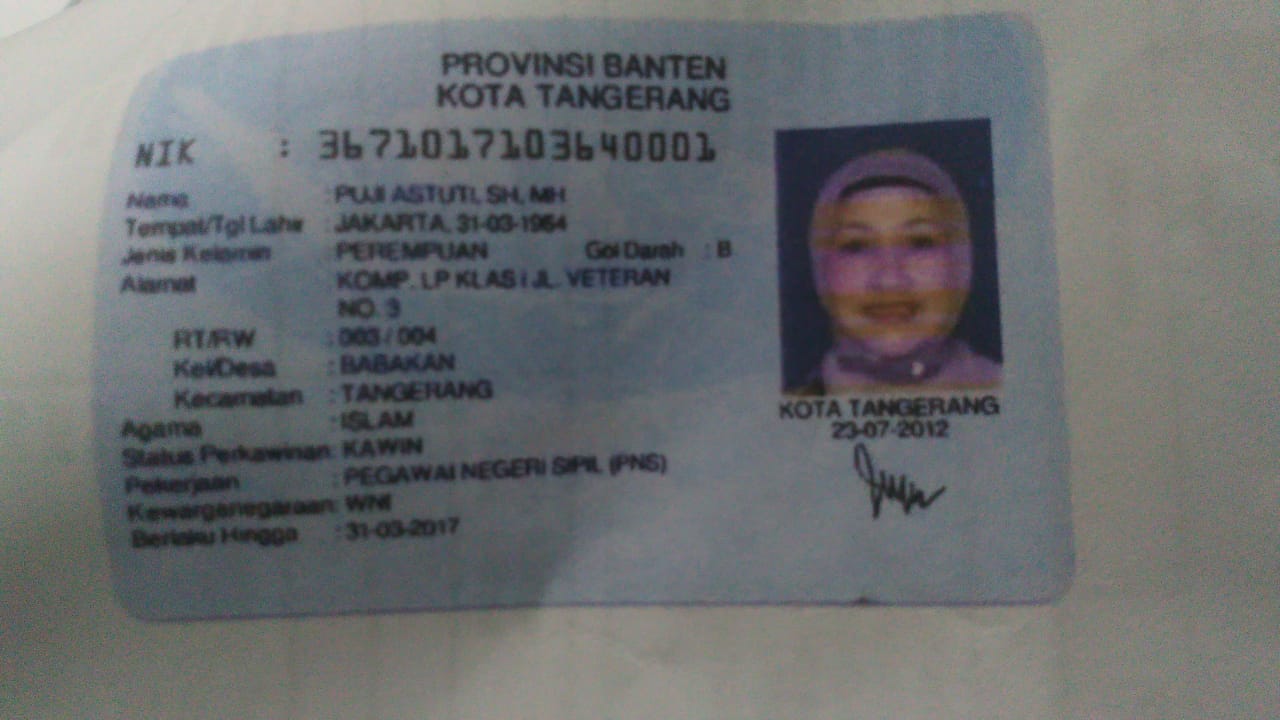 PROVINSI BANTEN
KOTA TANGERANG
NIK : 3671017103640001
Nama : PUJI ASTUTI, SH, MH
Tempat/Tgl Lahir : JAKARTA, 31-03-1964
Jenis Kelamin : PEREMPUAN Gol Darah : B
Alamat : KOMP. LP KLAS I JL. VETERAN
NO. 3
RT/RW : 003 / 004
Kel/Desa : BABAKAN
Kecamatan : TANGERANG
Agama : ISLAM
Status Perkawinan: KAWIN
Pekerjaan : PEGAWAI NEGERI SIPIL (PNS)
Kewarganegaraan: WNI
Berlaku Hingga : 31-03-2017
KOTA TANGERANG
23-07-2012